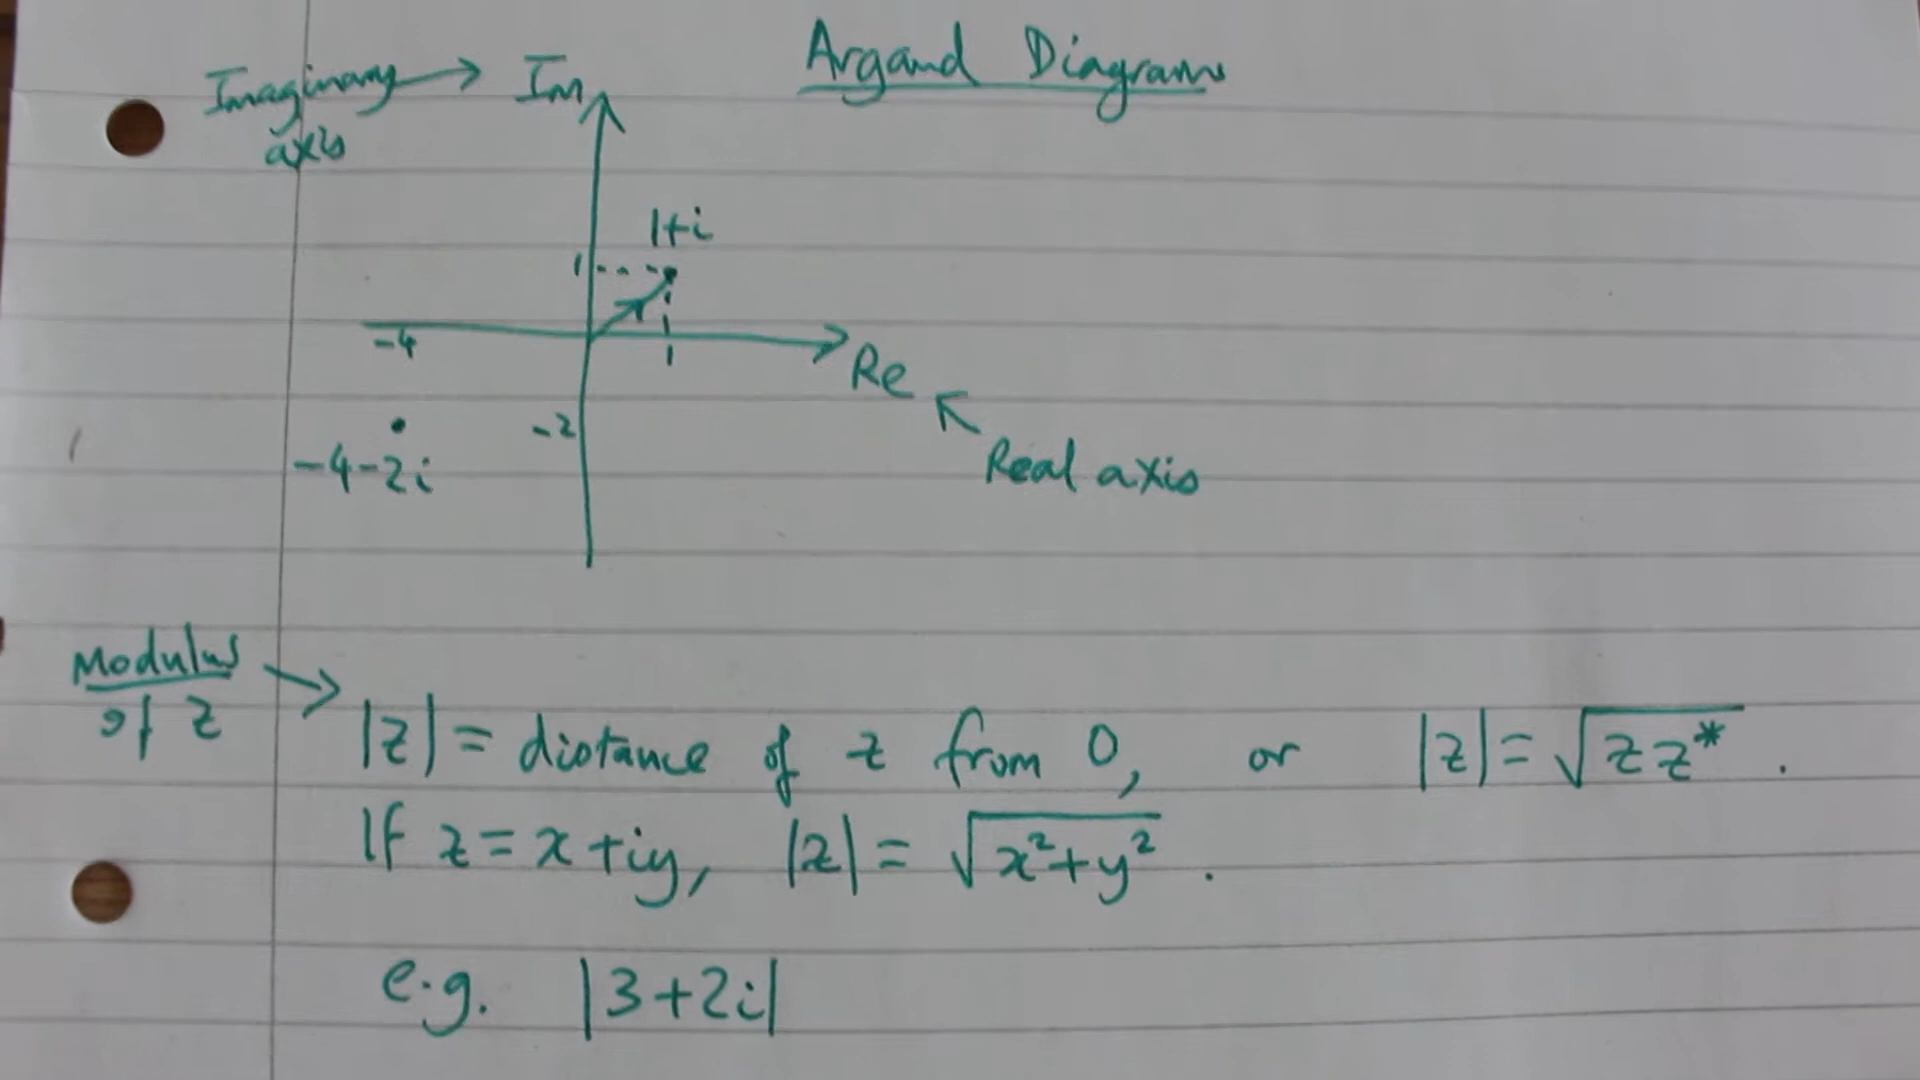 Argand Diagrams
Imaginary → Im
axis
1+i
1
-4
1
Re
-2
-4-2i
Real axis
Modulus
of z
|z| = distance of z from 0, or |z| = √zz* .
If z = x+iy, |z| = √x²+y² .
e.g. |3+2i|